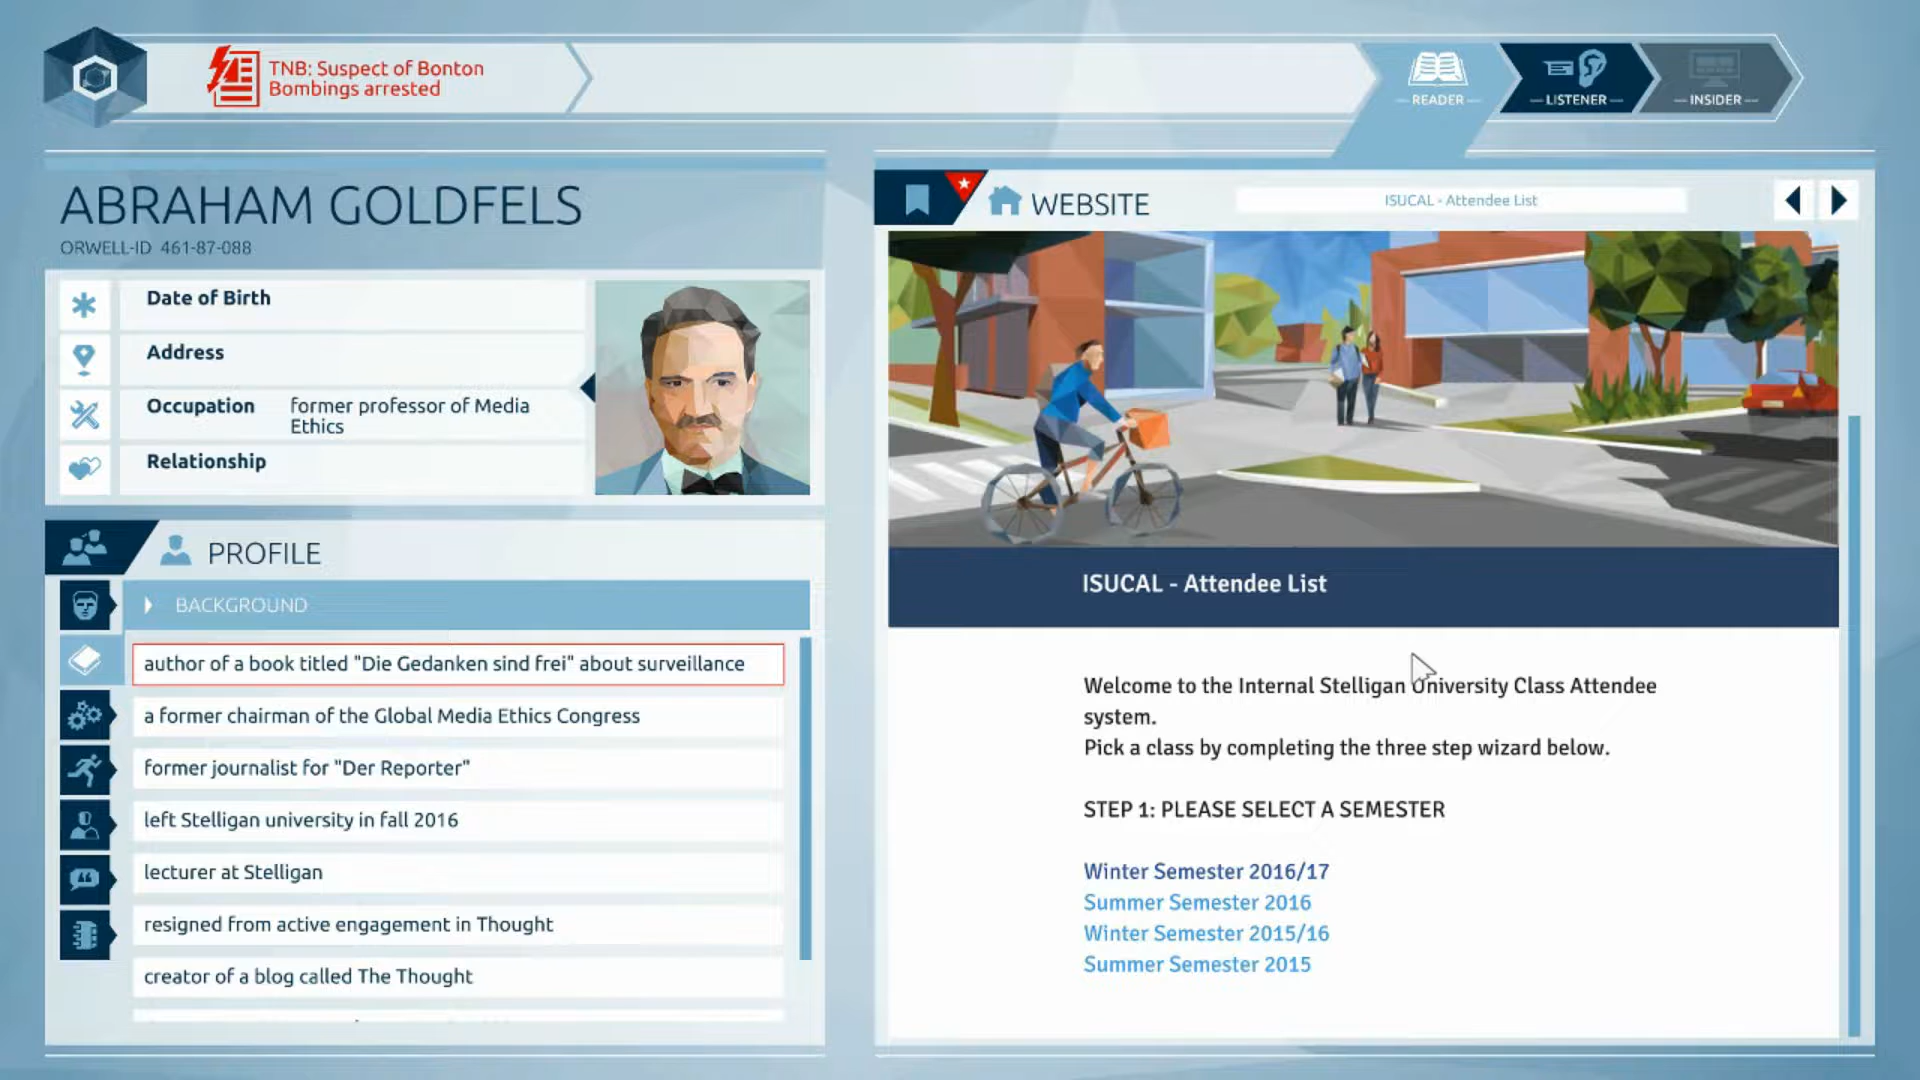 TNB: Suspect of Bonton
Bombings arrested
READER
LISTENER
INSIDER
ABRAHAM GOLDFELS
ORWELL-ID 461-87-088
Date of Birth
Address
Occupation former professor of Media
Ethics
Relationship
PROFILE
BACKGROUND
author of a book titled "Die Gedanken sind frei" about surveillance
a former chairman of the Global Media Ethics Congress
former journalist for "Der Reporter"
left Stelligan university in fall 2016
lecturer at Stelligan
resigned from active engagement in Thought
creator of a blog called The Thought
WEBSITE
ISUCAL - Attendee List
ISUCAL - Attendee List
Welcome to the Internal Stelligan University Class Attendee
system.
Pick a class by completing the three step wizard below.
STEP 1: PLEASE SELECT A SEMESTER
Winter Semester 2016/17
Summer Semester 2016
Winter Semester 2015/16
Summer Semester 2015